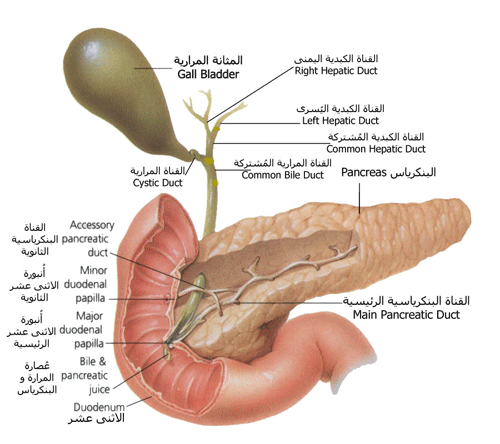 المثانة المرارية
Gall Bladder
القناة الكبدية اليمنى
Right Hepatic Duct
القناة الكبدية اليُسرى
Left Hepatic Duct
القناة الكبدية المُشتركة
Common Hepatic Duct
القناة المرارية المُشتركة
Common Bile Duct
القناة المرارية
Cystic Duct
البنكرياس Pancreas
القناة
البنكرياسية
الثانوية
Accessory
pancreatic
duct
أنبورة
الاثنى عشر
الثانوية
Minor
duodenal
papilla
أنبورة
الاثنى عشر
الرئيسية
Major
duodenal
papilla
القناة البنكرياسية الرئيسية
Main Pancreatic Duct
عُصارة
المرارة و
البنكرياس
Bile &
pancreatic
juice
Duodenum
الاثنى عشر